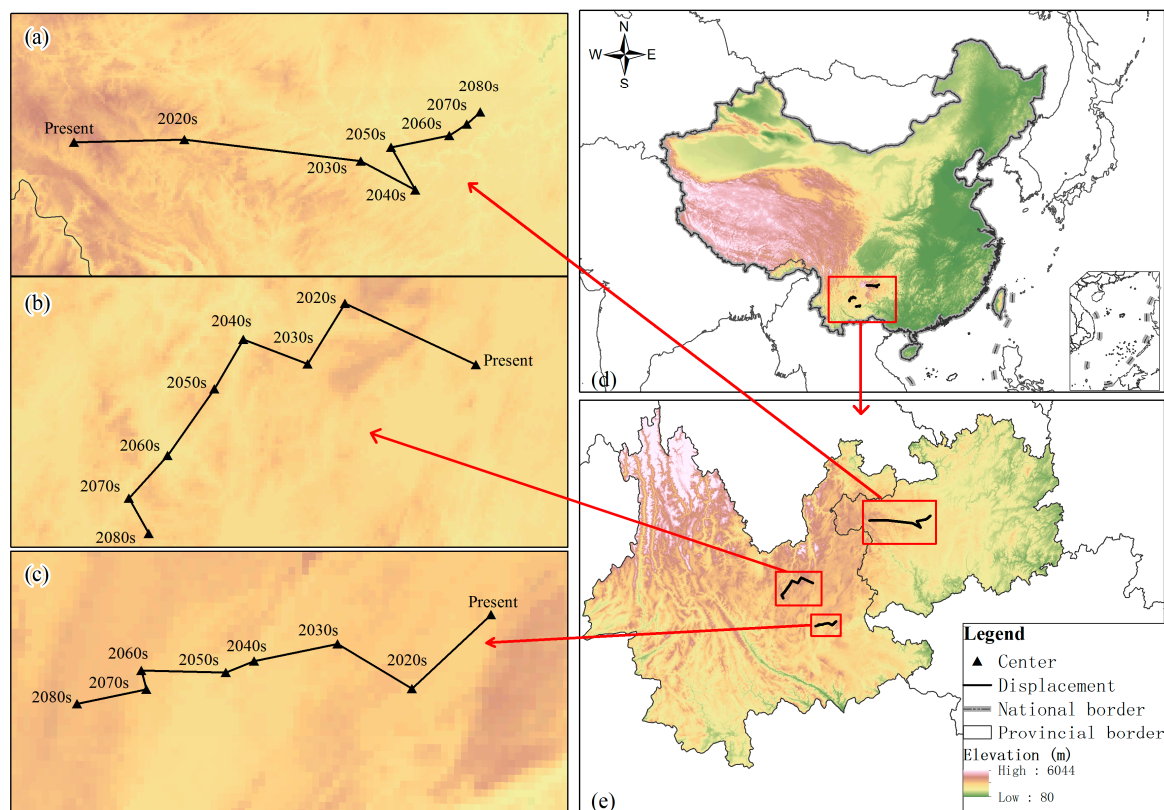 (a)
Present
2020s
2030s
2040s
2050s
2060s
2070s
2080s
(b)
2020s
2040s
2030s
Present
2050s
2060s
2070s
2080s
(c)
Present
2030s
2040s
2050s
2060s
2020s
2070s
2080s
N
W E
S
(d)
(e)
Legend
Center
Displacement
National border
Provincial border
Elevation (m)
High : 6044
Low : 80